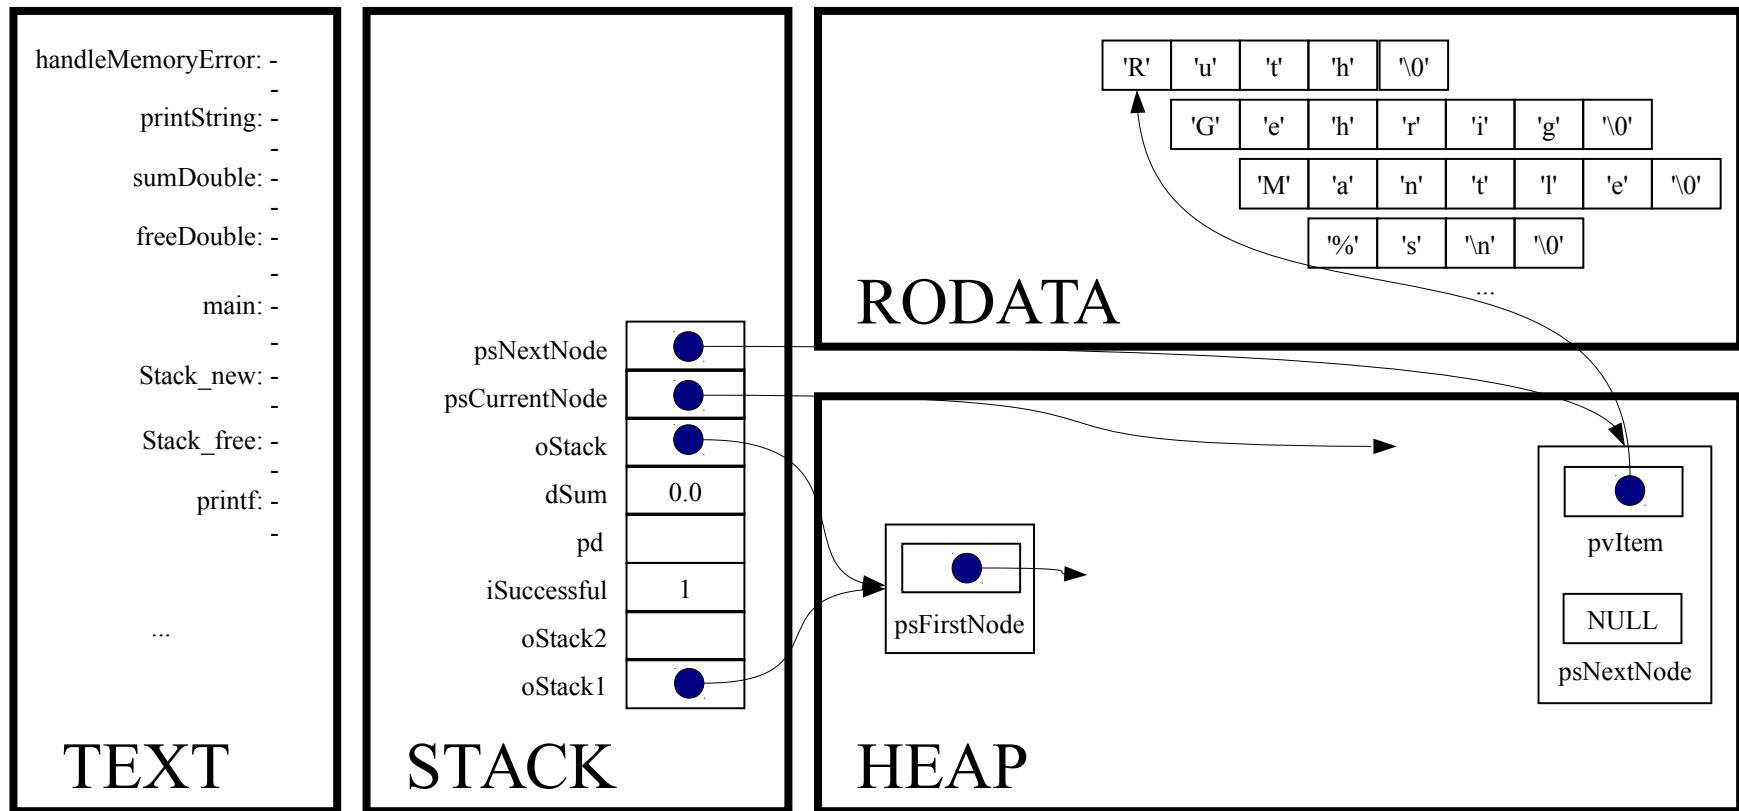 handleMemoryError: -
-
printString: -
-
sumDouble: -
-
freeDouble: -
-
main: -
-
Stack_new: -
-
Stack_free: -
-
printf: -
-
...
TEXT
psNextNode
psCurrentNode
oStack
dSum 0.0
pd
iSuccessful 1
oStack2
oStack1
STACK
'R' 'u' 't' 'h' '\0'
'G' 'e' 'h' 'r' 'i' 'g' '\0'
'M' 'a' 'n' 't' 'l' 'e' '\0'
'%' 's' '\n' '\0'
...
RODATA
psFirstNode
pvItem
NULL
psNextNode
HEAP